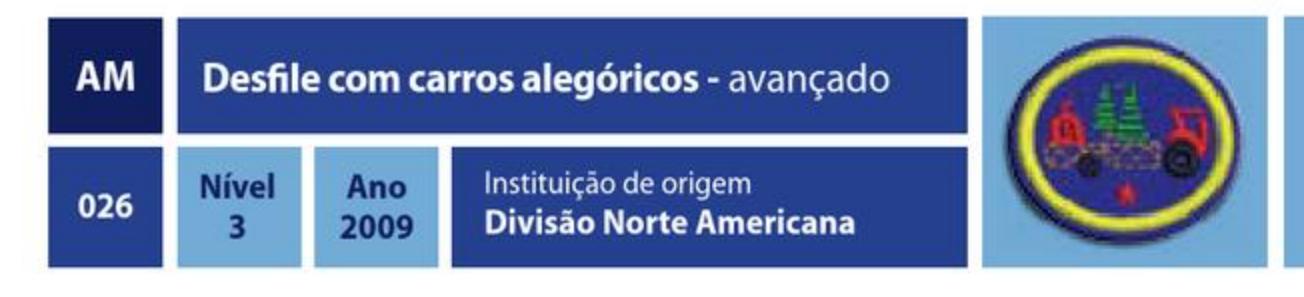 AM
Desfile com carros alegóricos - avançado
026
Nível
3
Ano
2009
Instituição de origem
Divisão Norte Americana